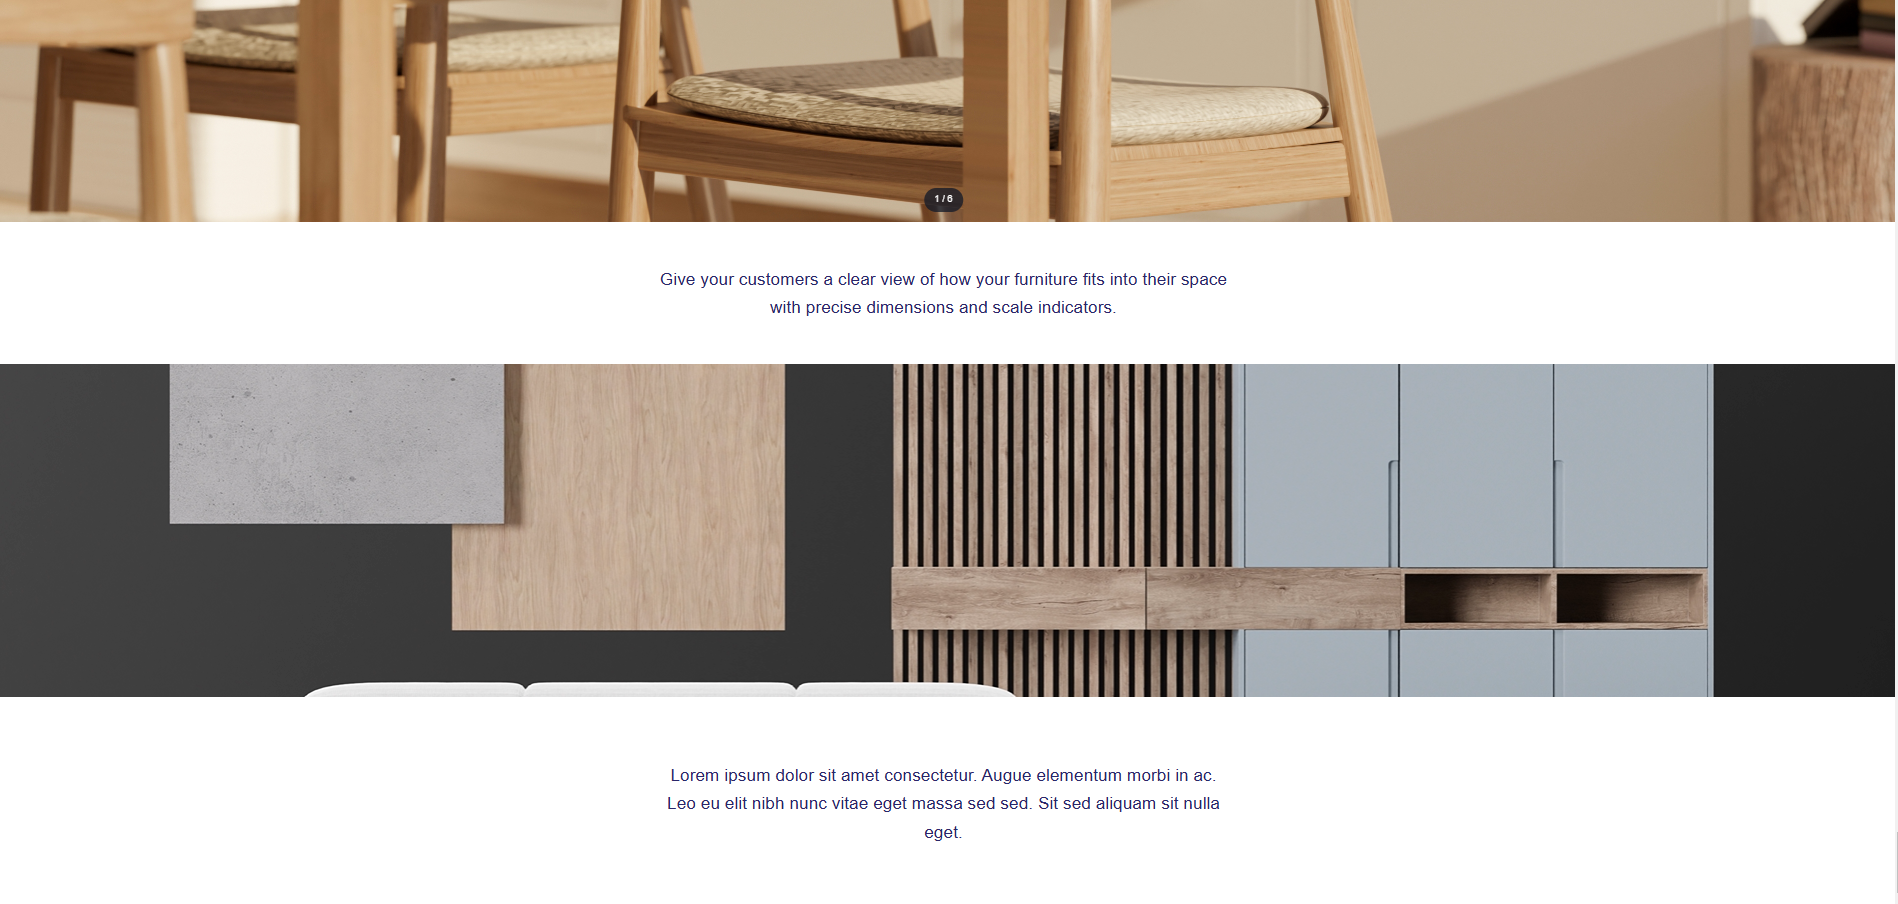 1/6
Give your customers a clear view of how your furniture fits into their space
with precise dimensions and scale indicators.
Lorem ipsum dolor sit amet consectetur. Augue elementum morbi in ac.
Leo eu elit nibh nunc vitae eget massa sed sed. Sit sed aliquam sit nulla
eget.